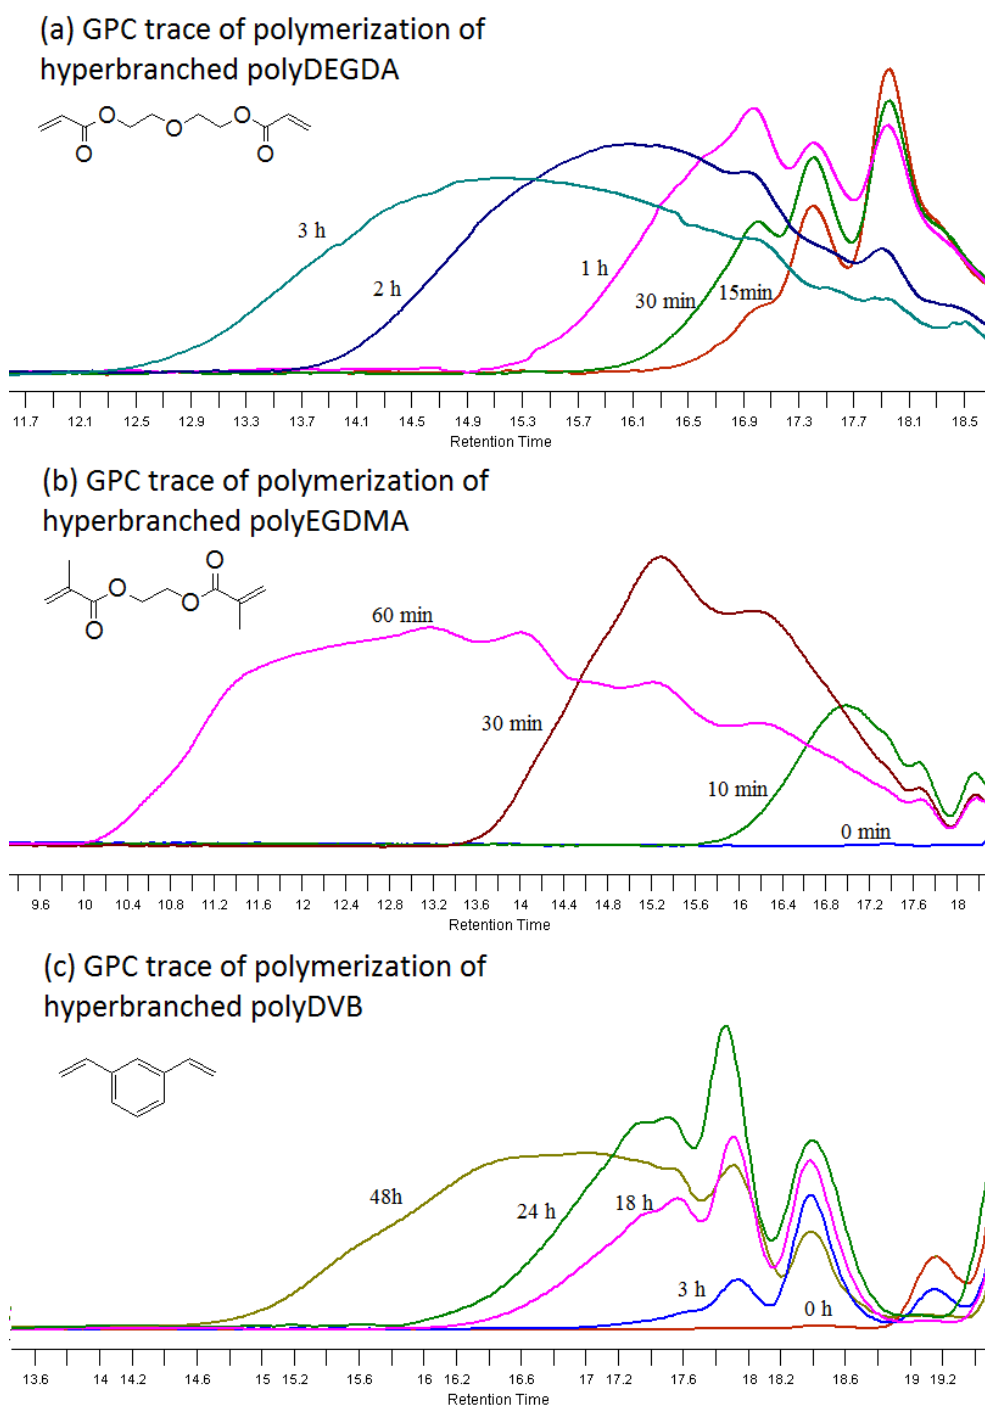 (a) GPC trace of polymerization of
hyperbranched polyDEGDA
O
O
O
O
O
3 h
2 h
1 h
30 min
15min
11.7 12.1 12.5 12.9 13.3 13.7 14.1 14.5 14.9 15.3 15.7 16.1 16.5 16.9 17.3 17.7 18.1 18.5
Retention Time
(b) GPC trace of polymerization of
hyperbranched polyEGDMA
O
O
O
O
60 min
30 min
10 min
0 min
9.6 10 10.4 10.8 11.2 11.6 12 12.4 12.8 13.2 13.6 14 14.4 14.8 15.2 15.6 16 16.4 16.8 17.2 17.6 18
Retention Time
(c) GPC trace of polymerization of
hyperbranched polyDVB
48h
24 h
18 h
3 h
0 h
13.6 14 14.2 14.6 15 15.2 15.6 16 16.2 16.6 17 17.2 17.6 18 18.2 18.6 19 19.2
Retention Time